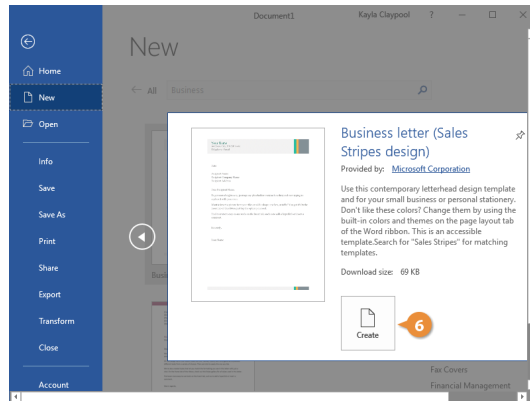 Document1
Kayla Claypool
?
New
Home
New
Open
Info
Save
Save As
Print
Share
Export
Transform
Close
Account
All
Business
Business letter (Sales
Stripes design)
Provided by: Microsoft Corporation
Use this contemporary letterhead design template
and for your small business or personal stationery.
Don't like these colors? Change them by using the
built-in colors and themes on the page layout tab
of the Word ribbon. This is an accessible
template.Search for "Sales Stripes" for matching
templates.
Download size: 69 KB
Create
6
Fax Covers
Financial Management